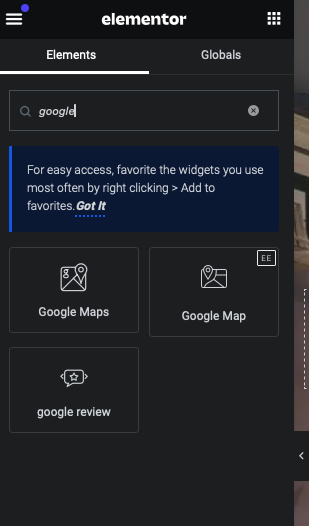 elementor
Elements
Globals
google
For easy access, favorite the widgets you use
most often by right clicking > Add to
favorites. Got It
Google Maps
EE
Google Map
google review